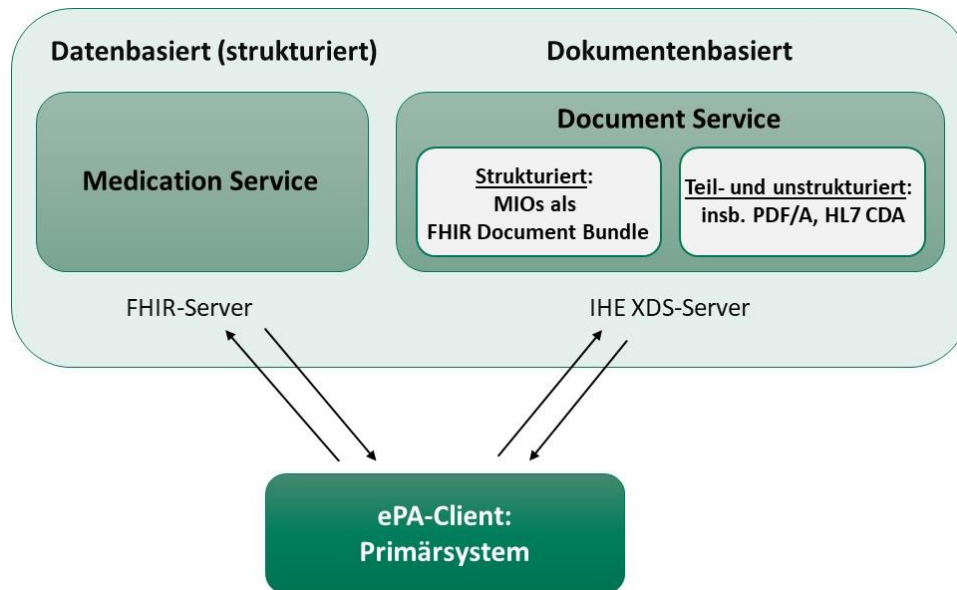 Datenbasiert (strukturiert)
Dokumentenbasiert
Medication Service
Document Service
Strukturiert:
MIOs als
FHIR Document Bundle
Teil- und unstrukturiert:
insb. PDF/A, HL7 CDA
FHIR-Server
IHE XDS-Server
ePA-Client:
Primärsystem